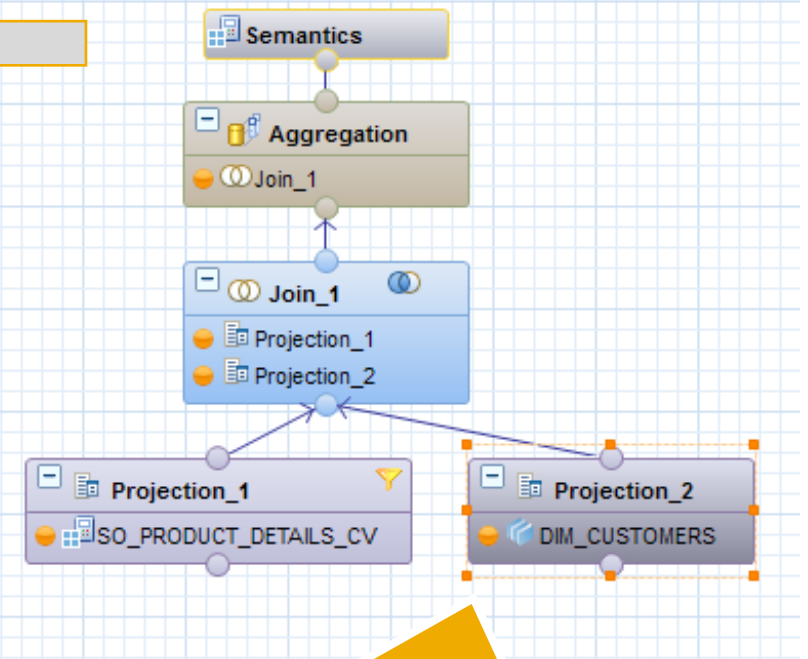 Semantics
Aggregation
Join_1
Join_1
Projection_1
Projection_2
Projection_1
SO_PRODUCT_DETAILS_CV
Projection_2
DIM_CUSTOMERS